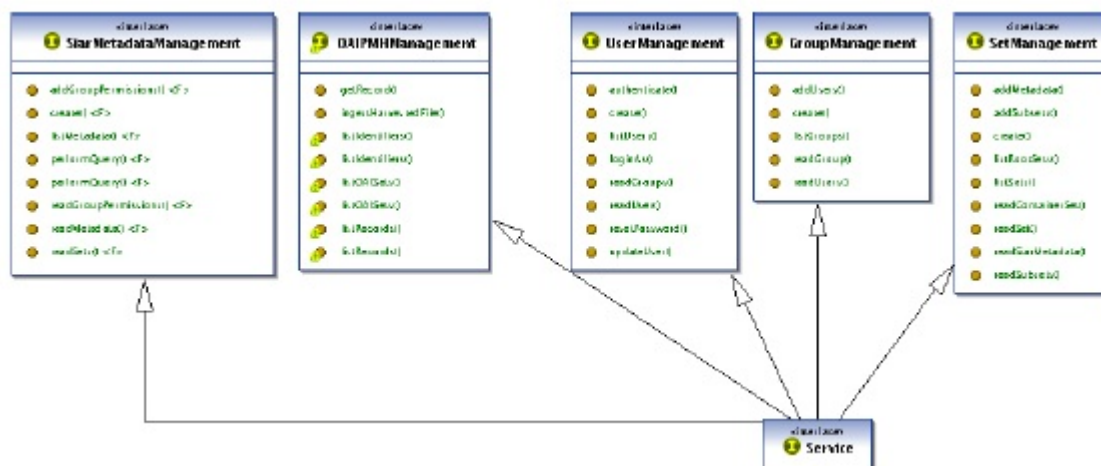 «interface»
StarMetadataManagement
addGroupPermissions() <F>
create() <F>
listMetadata() <F>
performQuery() <F>
performQuery() <F>
readGroupPermissions() <F>
readMetadata() <F>
readSets() <F>
«interface»
OAIPMHManagement
getRecord()
ingestHarvestedFile()
listIdentifiers()
listIdentifiers()
listOAISets()
listOAISets()
listRecords()
listRecords()
«interface»
UserManagement
authenticate()
create()
listUsers()
loginAs()
readGroups()
readUser()
resetPassword()
updateUser()
«interface»
GroupManagement
addUsers()
create()
listGroups()
readGroup()
readUsers()
«interface»
SetManagement
addMetadata()
addSubsets()
create()
listRootSets()
listSets()
readContainerSet()
readSet()
readStarMetadata()
readSubsets()
«interface»
Service